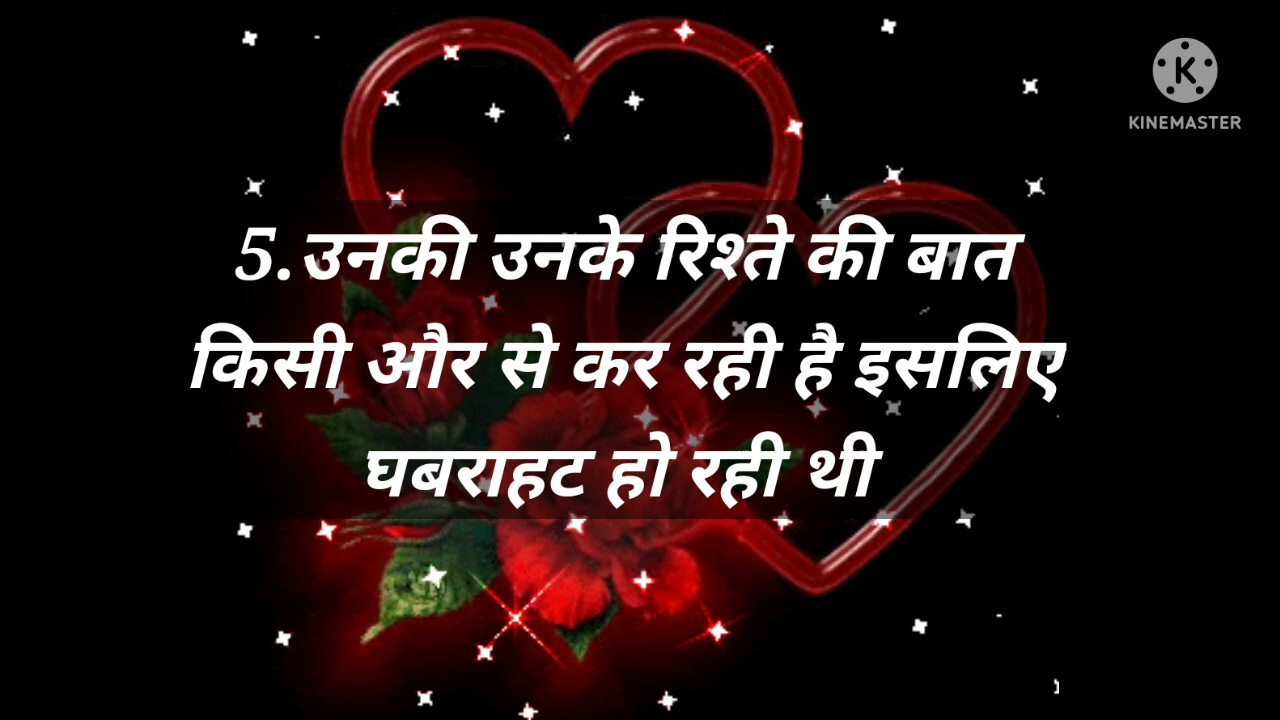 KINEMASTER
5.उनकी उनके रिश्ते की बात
किसी और से कर रही है इसलिए
घबराहट हो रही थी